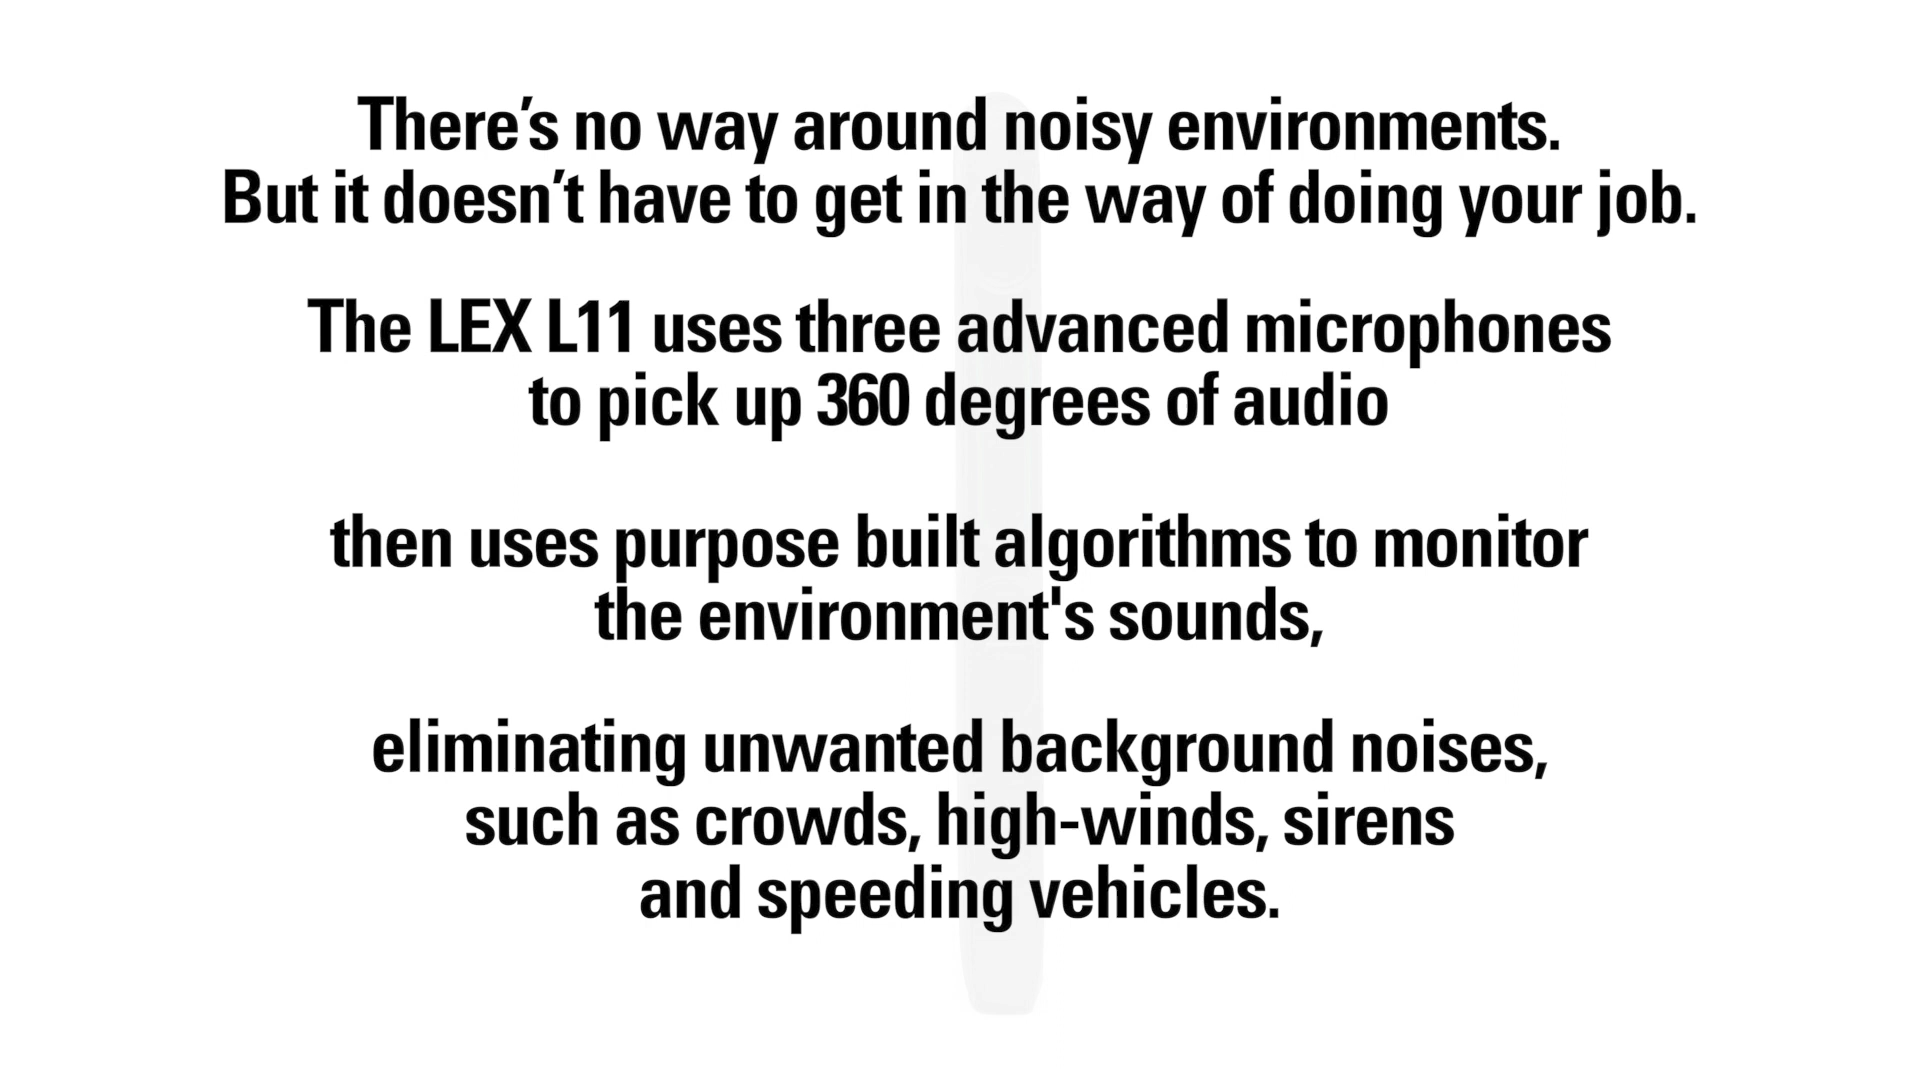 There’s no way around noisy environments.
But it doesn’t have to get in the way of doing your job.
The LEX L11 uses three advanced microphones
to pick up 360 degrees of audio
then uses purpose built algorithms to monitor
the environment's sounds,
eliminating unwanted background noises,
such as crowds, high-winds, sirens
and speeding vehicles.